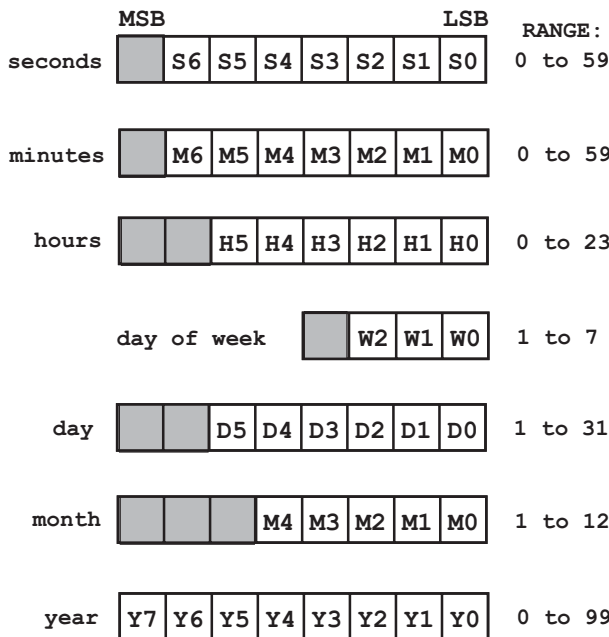 MSB LSB RANGE:
seconds S6 S5 S4 S3 S2 S1 S0 0 to 59
minutes M6 M5 M4 M3 M2 M1 M0 0 to 59
hours H5 H4 H3 H2 H1 H0 0 to 23
day of week W2 W1 W0 1 to 7
day D5 D4 D3 D2 D1 D0 1 to 31
month M4 M3 M2 M1 M0 1 to 12
year Y7 Y6 Y5 Y4 Y3 Y2 Y1 Y0 0 to 99